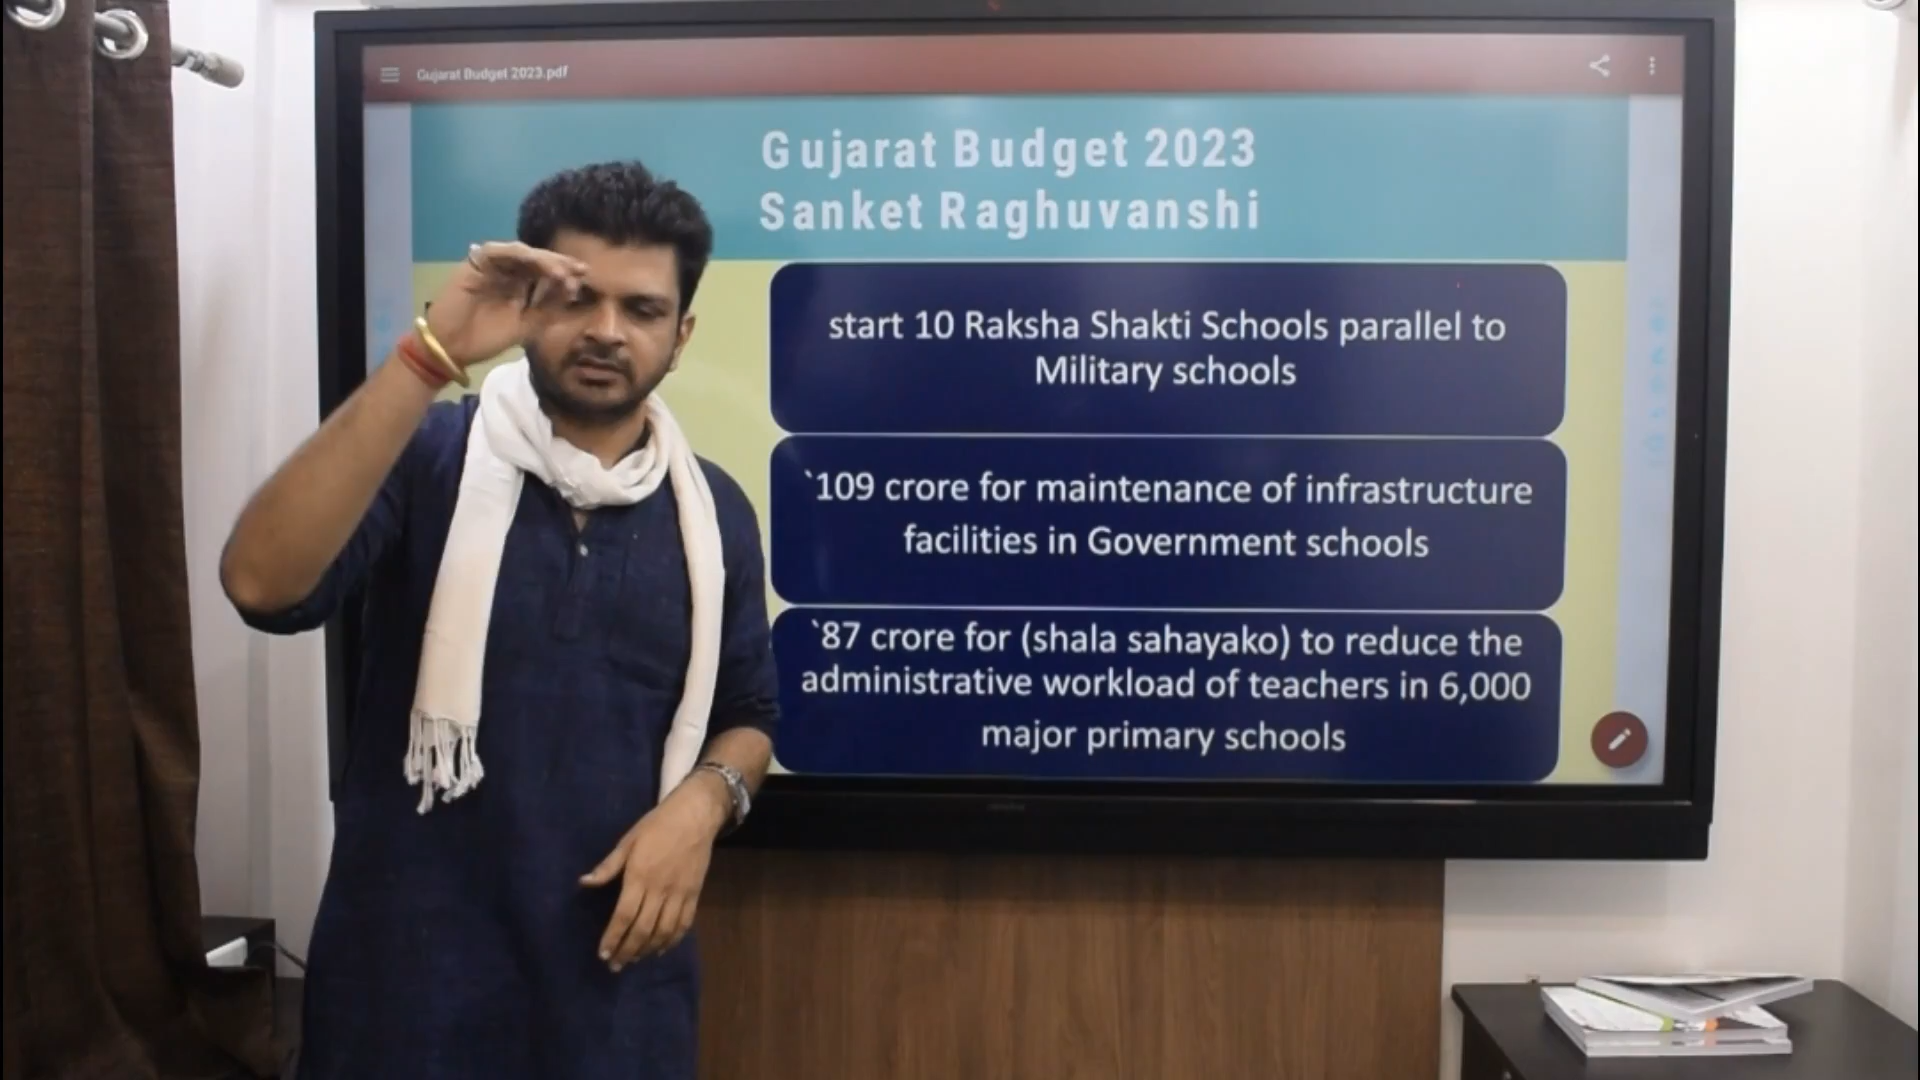 Gujarat Budget 2023.pdf
Gujarat Budget 2023
Sanket Raghuvanshi
start 10 Raksha Shakti Schools parallel to
Military schools
`109 crore for maintenance of infrastructure
facilities in Government schools
`87 crore for (shala sahayako) to reduce the
administrative workload of teachers in 6,000
major primary schools